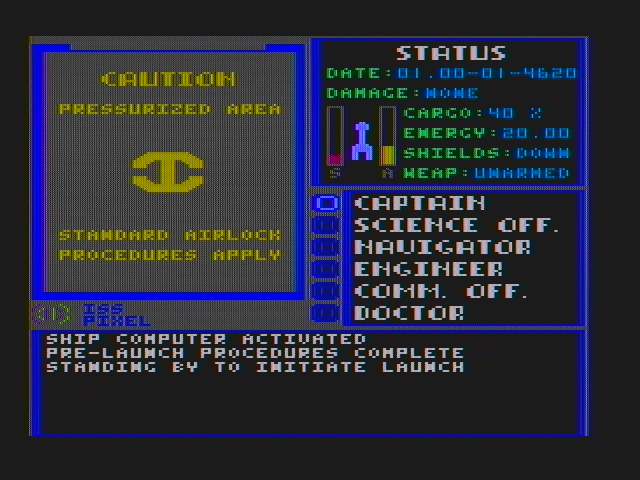 CAUTION
PRESSURIZED AREA
STANDARD AIRLOCK
PROCEDURES APPLY
ISS
PIXEL
STATUS
DATE:01.00-01-4620
DAMAGE:NONE
CARGO:40 %
ENERGY:20.00
SHIELDS:DOWN
S A WEAP:UNARMED
CAPTAIN
SCIENCE OFF.
NAVIGATOR
ENGINEER
COMM. OFF.
DOCTOR
SHIP COMPUTER ACTIVATED
PRE-LAUNCH PROCEDURES COMPLETE
STANDING BY TO INITIATE LAUNCH